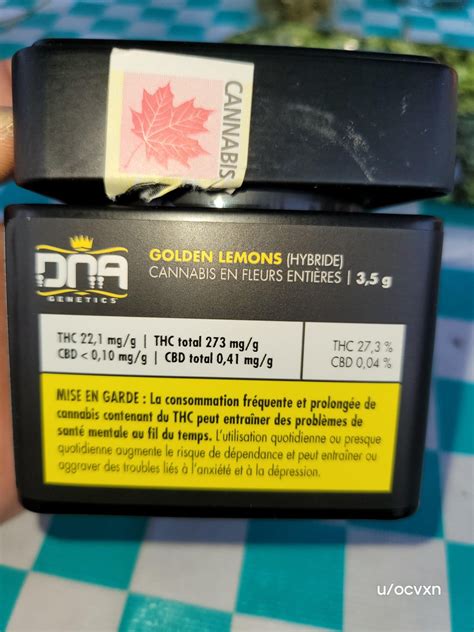 CANNABIS
DNA
GENETICS
GOLDEN LEMONS (HYBRIDE)
CANNABIS EN FLEURS ENTIÈRES | 3,5 g
THC 22,1 mg/g | THC total 273 mg/g
CBD < 0,10 mg/g | CBD total 0,41 mg/g
THC 27,3 %
CBD 0,04 %
MISE EN GARDE : La consommation fréquente et prolongée de
cannabis contenant du THC peut entraîner des problèmes de
santé mentale au fil du temps. L'utilisation quotidienne ou presque
quotidienne augmente le risque de dépendance et peut entraîner ou
aggraver des troubles liés à l'anxiété et à la dépression.
u/ocvxn